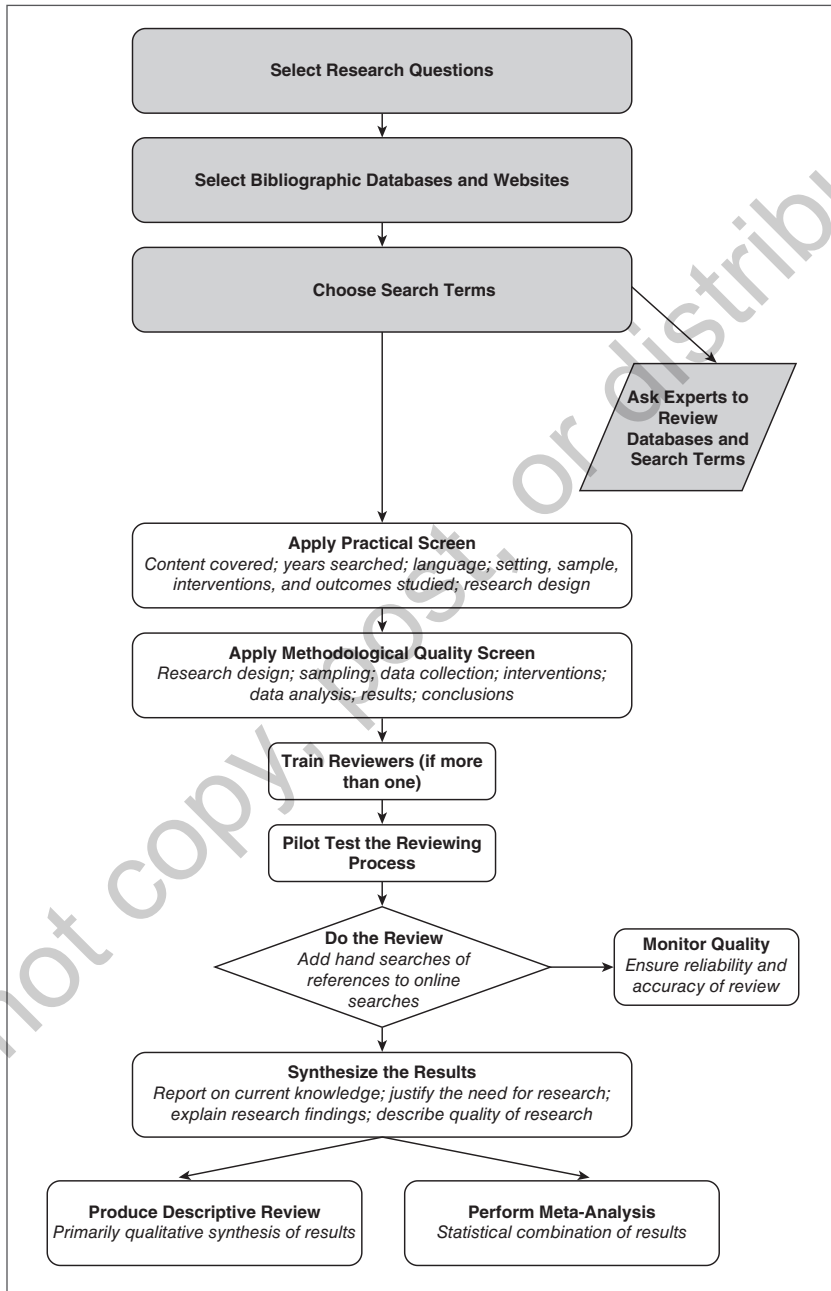 Select Research Questions
Select Bibliographic Databases and Websites
Choose Search Terms
Ask Experts to
Review
Databases and
Search Terms
Apply Practical Screen
Content covered; years searched; language; setting, sample,
interventions, and outcomes studied; research design
Apply Methodological Quality Screen
Research design; sampling; data collection; interventions;
data analysis; results; conclusions
Train Reviewers (if more
than one)
Pilot Test the Reviewing
Process
Do the Review
Add hand searches of
references to online
searches
Monitor Quality
Ensure reliability and
accuracy of review
Synthesize the Results
Report on current knowledge; justify the need for research;
explain research findings; describe quality of research
Produce Descriptive Review
Primarily qualitative synthesis of results
Perform Meta-Analysis
Statistical combination of results
not copy, post, or distribu